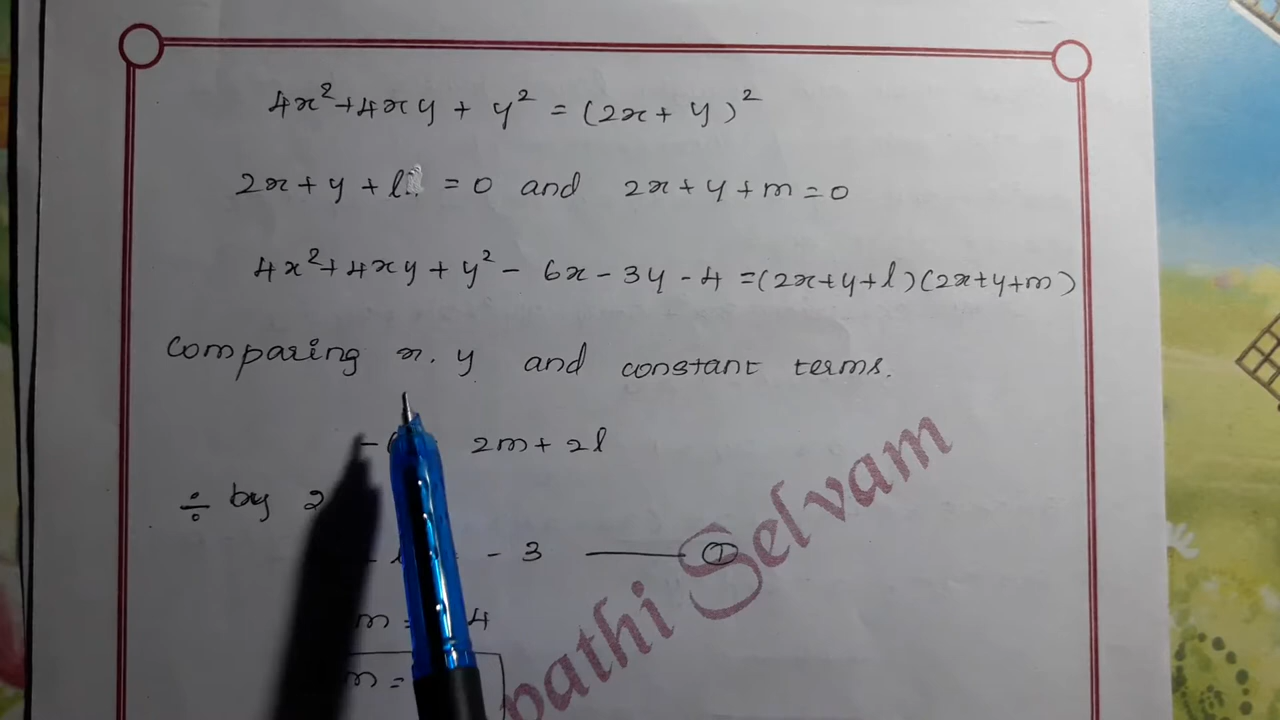 4x² + 4xy + y² = (2x + y)²
2x + y + l = 0 and 2x + y + m = 0
4x² + 4xy + y² - 6x - 3y - 4 = (2x+y+l)(2x+y+m)
Comparing x, y and constant terms.
- 2m + 2l
÷ by 2
l - 3 ——— ①
m = 4
m =
pathi Selvam